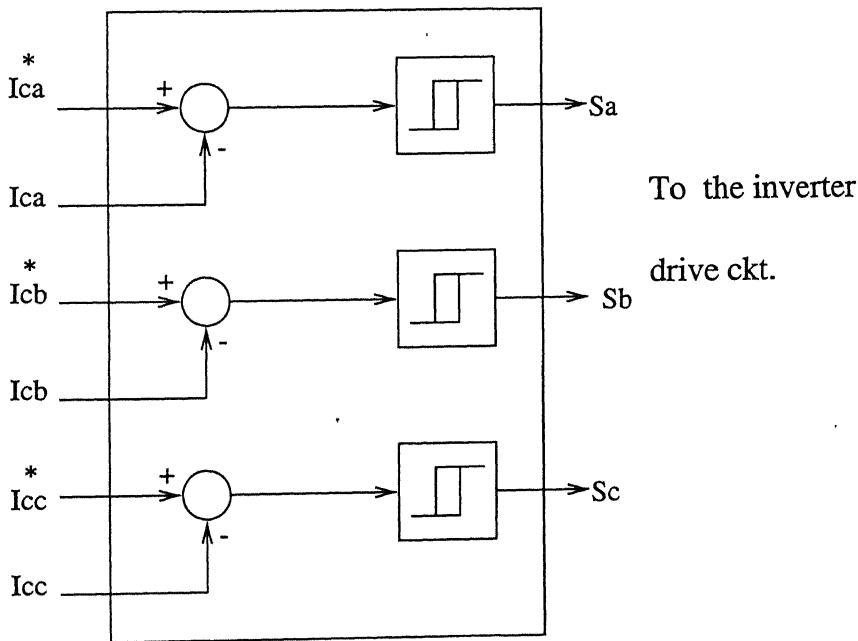 *
Ica
+
-
Sa
Ica
To the inverter
*
Icb
+
-
Sb
drive ckt.
Icb
*
Icc
+
-
Sc
Icc